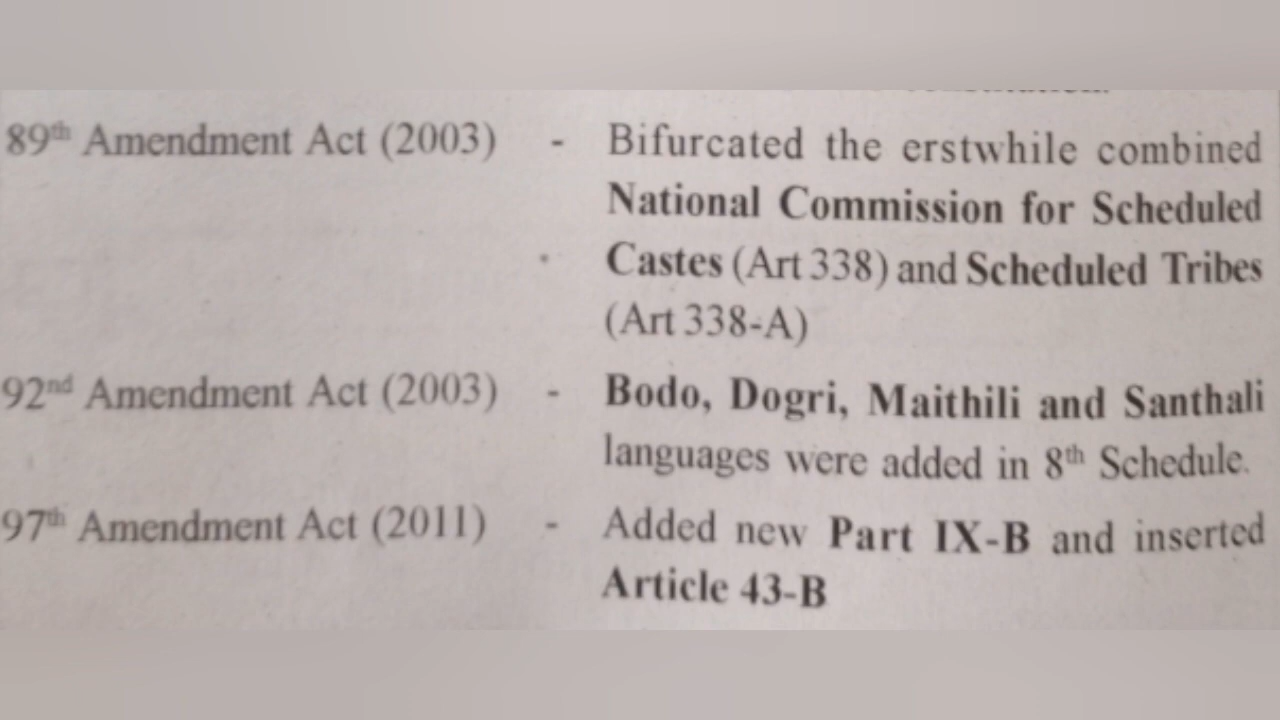 89th Amendment Act (2003) - Bifurcated the erstwhile combined
National Commission for Scheduled
Castes (Art 338) and Scheduled Tribes
(Art 338-A)
92nd Amendment Act (2003) - Bodo, Dogri, Maithili and Santhali
languages were added in 8th Schedule.
97th Amendment Act (2011) - Added new Part IX-B and inserted
Article 43-B